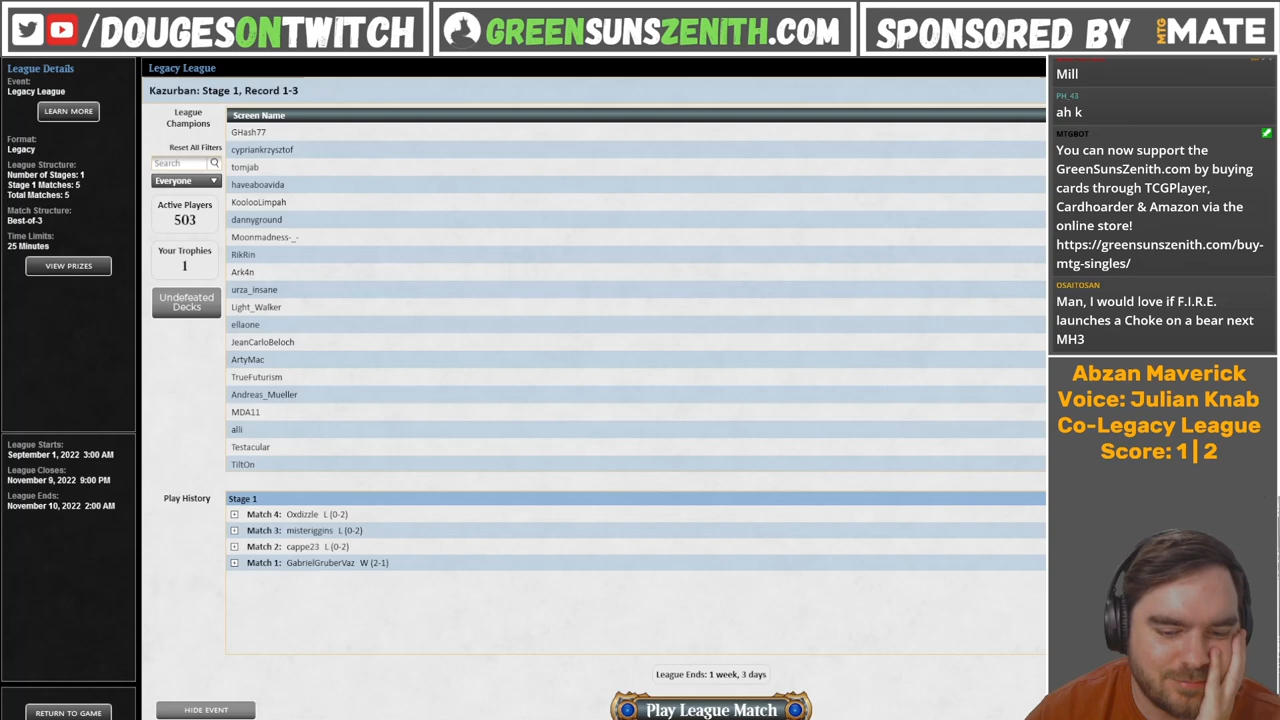 /DOUGESONTWITCH
GREENSUNSZENITH.COM
SPONSORED BY MTG MATE
League Details
Event:
Legacy League
LEARN MORE
Format:
Legacy
League Structure:
Number of Stages: 1
Stage 1 Matches: 5
Total Matches: 5
Match Structure:
Best-of-3
Time Limits:
25 Minutes
VIEW PRIZES
League Starts:
September 1, 2022 3:00 AM
League Closes:
November 9, 2022 9:00 PM
League Ends:
November 10, 2022 2:00 AM
RETURN TO GAME
Legacy League
Kazurban: Stage 1, Record 1-3
League
Champions
Reset All Filters
Search
Everyone
Active Players
503
Your Trophies
1
Undefeated
Decks
Screen Name
GHash77
cypriankrzysztof
tomjab
haveaboavida
KoolooLimpah
dannyground
Moonmadness-_-
RikRin
Ark4n
urza_insane
Light_Walker
ellaone
JeanCarloBeloch
ArtyMac
TrueFuturism
Andreas_Mueller
MDA11
alli
Testacular
TiltOn
Play History
Stage 1
Match 4: Oxdizzle L (0-2)
Match 3: misteriggins L (0-2)
Match 2: cappe23 L (0-2)
Match 1: GabrielGruberVaz W (2-1)
League Ends: 1 week, 3 days
HIDE EVENT
Play League Match
Mill
PH_43
ah k
MTGBOT
You can now support the
GreenSunsZenith.com by buying
cards through TCGPlayer,
Cardhoarder & Amazon via the
online store!
https://greensunszenith.com/buy-
mtg-singles/
OSAITOSAN
Man, I would love if F.I.R.E.
launches a Choke on a bear next
MH3
Abzan Maverick
Voice: Julian Knab
Co-Legacy League
Score: 1 | 2